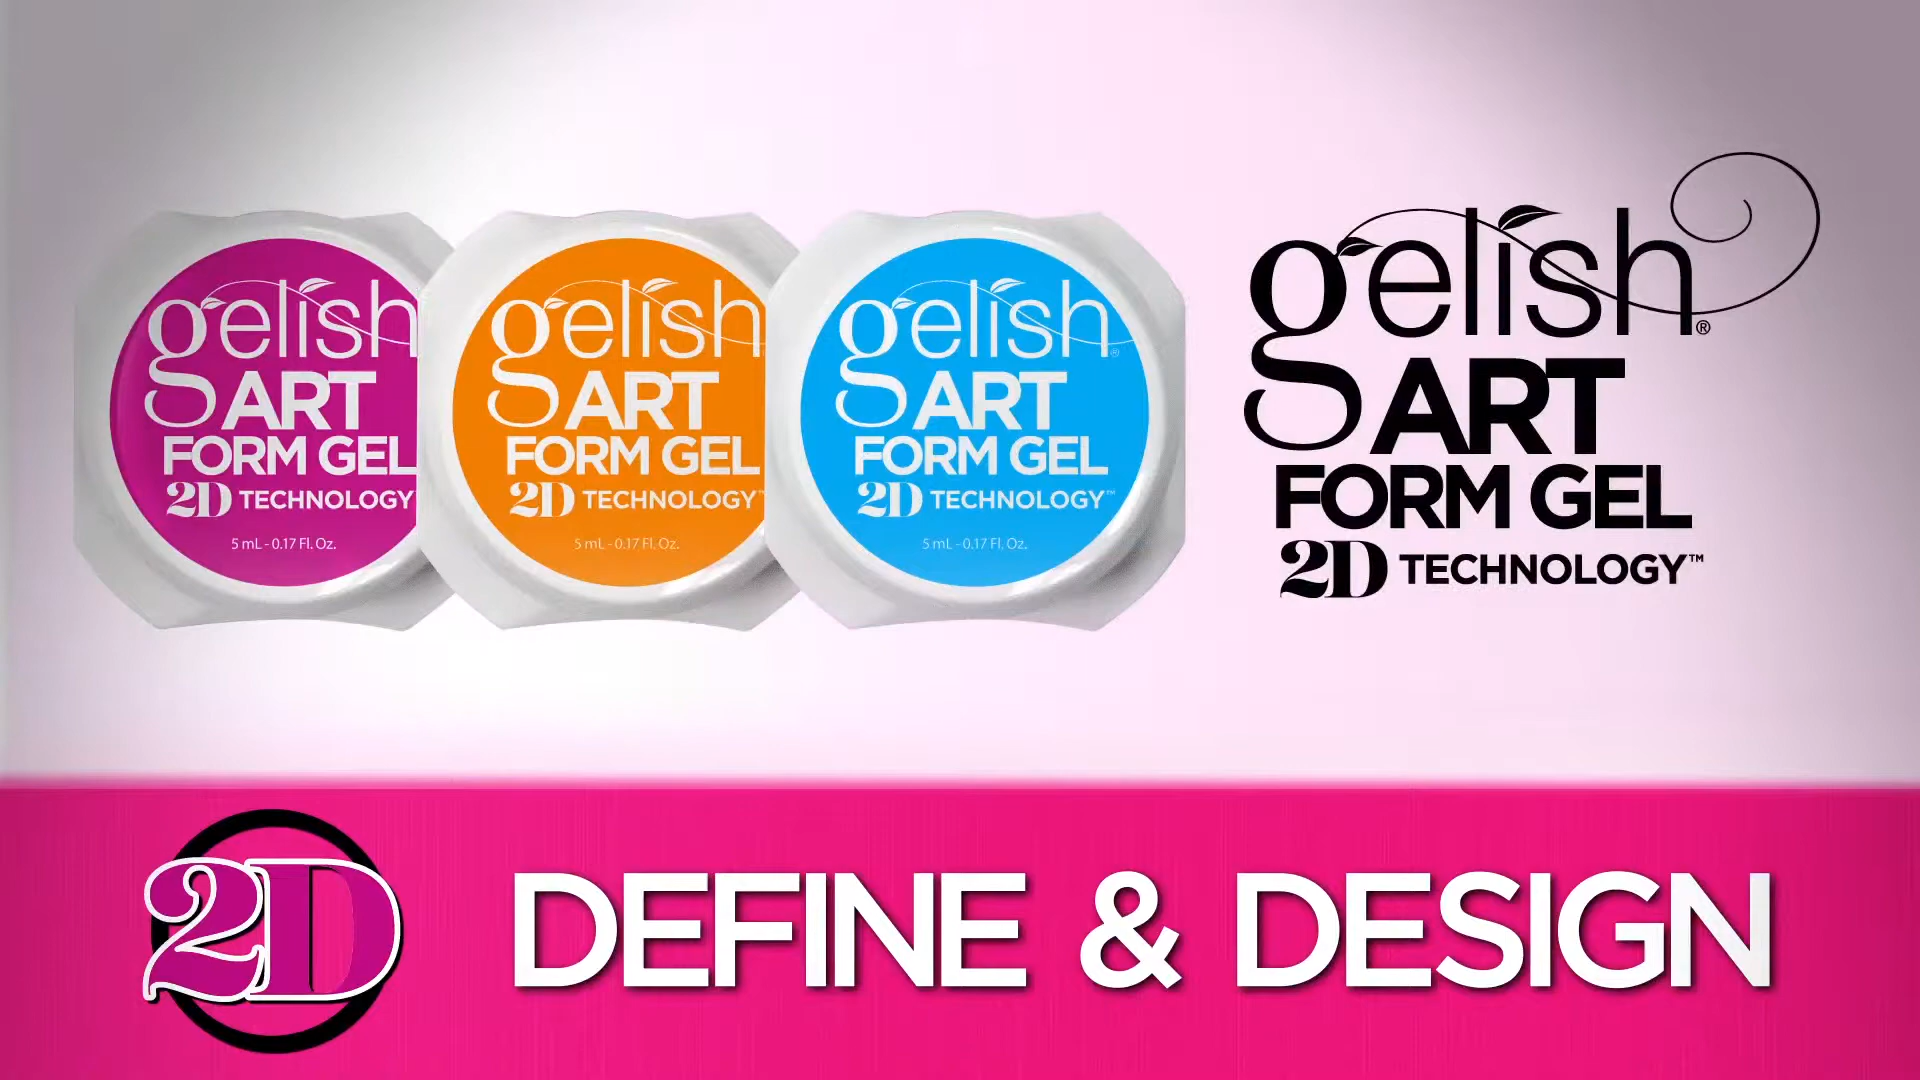 gelish
ART
FORM GEL
2D TECHNOLOGY
5 mL - 0.17 Fl. Oz.
gelish
ART
FORM GEL
2D TECHNOLOGY™
5 mL - 0.17 Fl. Oz.
gelish®
ART
FORM GEL
2D TECHNOLOGY™
5 mL - 0.17 Fl. Oz.
gelish®
ART
FORM GEL
2D TECHNOLOGY™
2D DEFINE & DESIGN